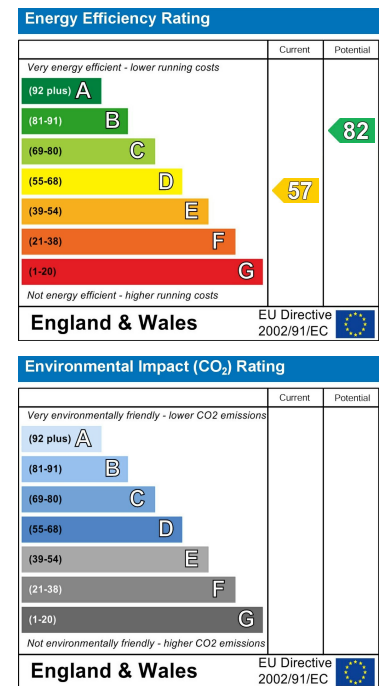 Energy Efficiency Rating
Current Potential
Very energy efficient - lower running costs
(92 plus) A
(81-91) B
82
(69-80) C
(55-68) D
57
(39-54) E
(21-38) F
(1-20) G
Not energy efficient - higher running costs
England & Wales
EU Directive
2002/91/EC
Environmental Impact (CO₂) Rating
Current Potential
Very environmentally friendly - lower CO2 emissions
(92 plus) A
(81-91) B
(69-80) C
(55-68) D
(39-54) E
(21-38) F
(1-20) G
Not environmentally friendly - higher CO2 emissions
England & Wales
EU Directive
2002/91/EC